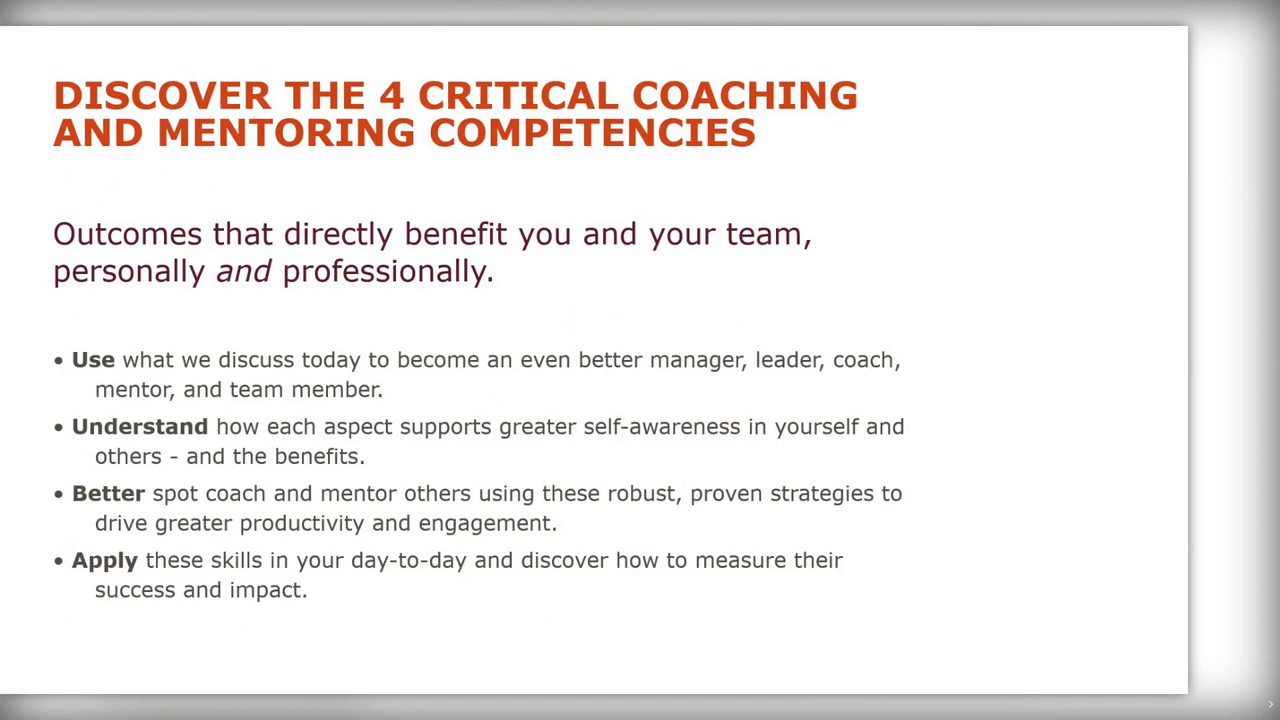 DISCOVER THE 4 CRITICAL COACHING
AND MENTORING COMPETENCIES
Outcomes that directly benefit you and your team,
personally and professionally.
• Use what we discuss today to become an even better manager, leader, coach,
mentor, and team member.
• Understand how each aspect supports greater self-awareness in yourself and
others - and the benefits.
• Better spot coach and mentor others using these robust, proven strategies to
drive greater productivity and engagement.
• Apply these skills in your day-to-day and discover how to measure their
success and impact.